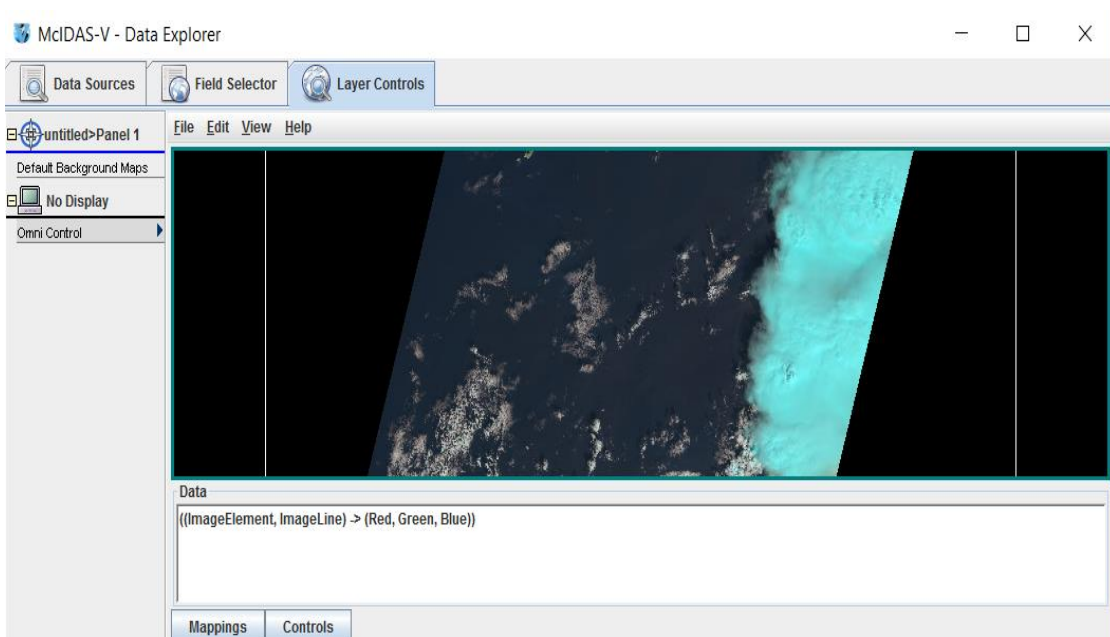 McIDAS-V - Data Explorer
Data Sources Field Selector Layer Controls
untitled>Panel 1
Default Background Maps
No Display
Omni Control
File Edit View Help
Data
((ImageElement, ImageLine) -> (Red, Green, Blue))
Mappings Controls